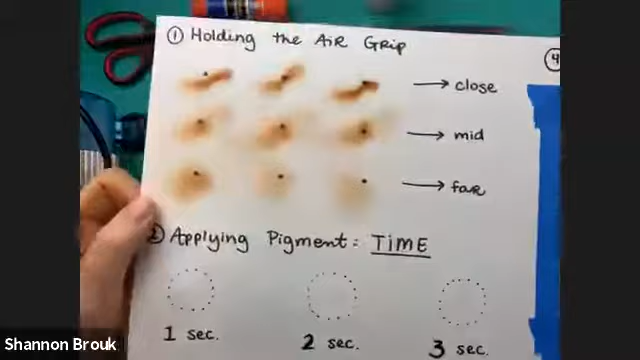 ① Holding the AiR GRip
④
→ close
→ mid
→ faR
② Applying Pigment: TiME
1 sec.
2 sec.
3 sec.
Shannon Brouk